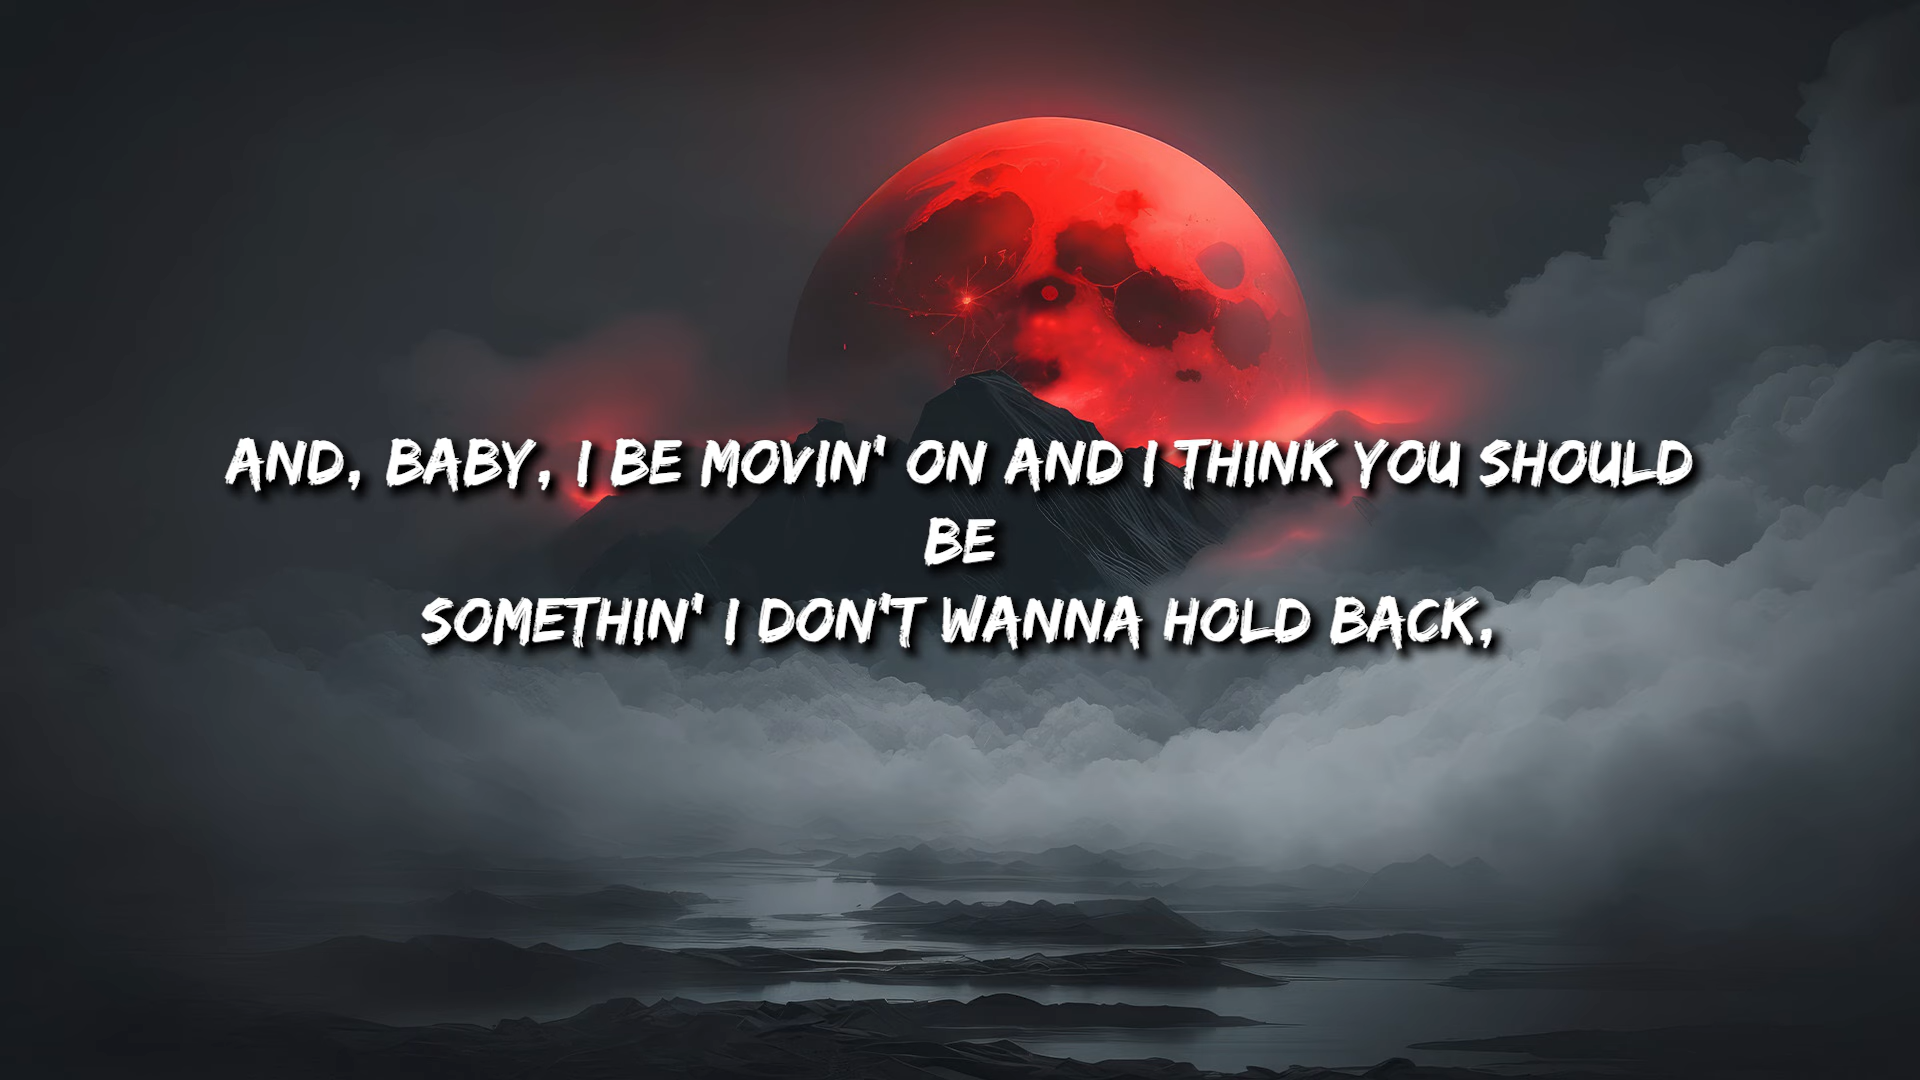 AND, BABY, I BE MOVIN' ON AND I THINK YOU SHOULD
BE
SOMETHIN' I DON'T WANNA HOLD BACK,